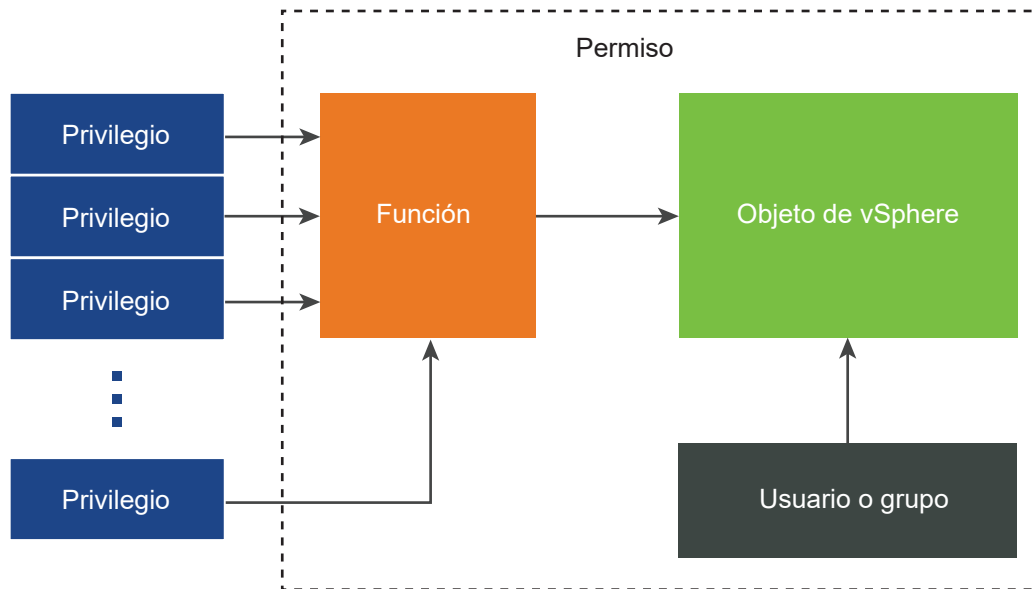 Permiso
Privilegio
Privilegio
Privilegio
Privilegio
Función
Objeto de vSphere
Usuario o grupo